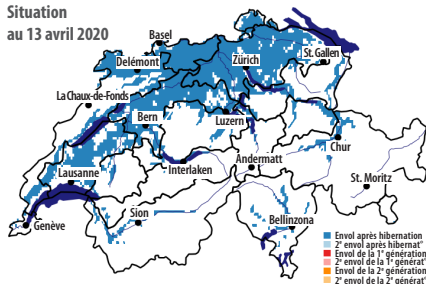 Situation
au 13 avril 2020
Basel
Delémont
Zürich
St. Gallen
La Chaux-de-Fonds
Bern
Luzern
Chur
Lausanne
Interlaken
Andermatt
St. Moritz
Sion
Bellinzona
Genève
Envol après hibernation
2e envol après hibernat°
Envol de la 1e génération
2e envol de la 1e générat°
Envol de la 2e génération
2e envol de la 2e générat°